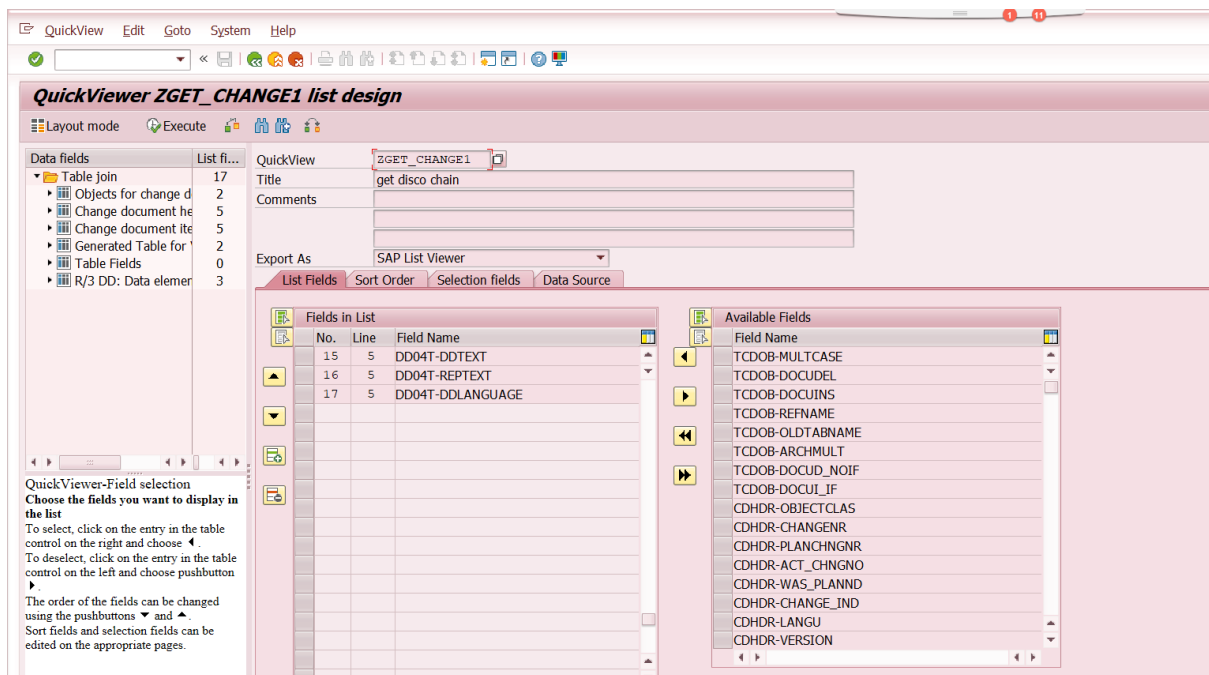 1 11
QuickView Edit Goto System Help
QuickViewer ZGET_CHANGE1 list design
Layout mode Execute
Data fields List fi...
Table join 17
Objects for change d 2
Change document he 5
Change document ite 5
Generated Table for 2
Table Fields 0
R/3 DD: Data elemer 3
QuickViewer-Field selection
Choose the fields you want to display in
the list
To select, click on the entry in the table
control on the right and choose .
To deselect, click on the entry in the table
control on the left and choose pushbutton
.
The order of the fields can be changed
using the pushbuttons and .
Sort fields and selection fields can be
edited on the appropriate pages.
QuickView ZGET_CHANGE1
Title get disco chain
Comments
Export As SAP List Viewer
List Fields Sort Order Selection fields Data Source
Fields in List
No. Line Field Name
15 5 DD04T-DDTEXT
16 5 DD04T-REPTEXT
17 5 DD04T-DDLANGUAGE
Available Fields
Field Name
TCDOB-MULTCASE
TCDOB-DOCUDEL
TCDOB-DOCUINS
TCDOB-REFNAME
TCDOB-OLDTABNAME
TCDOB-ARCHMULT
TCDOB-DOCUD_NOIF
TCDOB-DOCUI_IF
CDHDR-OBJECTCLAS
CDHDR-CHANGENR
CDHDR-PLANCHNGNR
CDHDR-ACT_CHNGNO
CDHDR-WAS_PLANND
CDHDR-CHANGE_IND
CDHDR-LANGU
CDHDR-VERSION